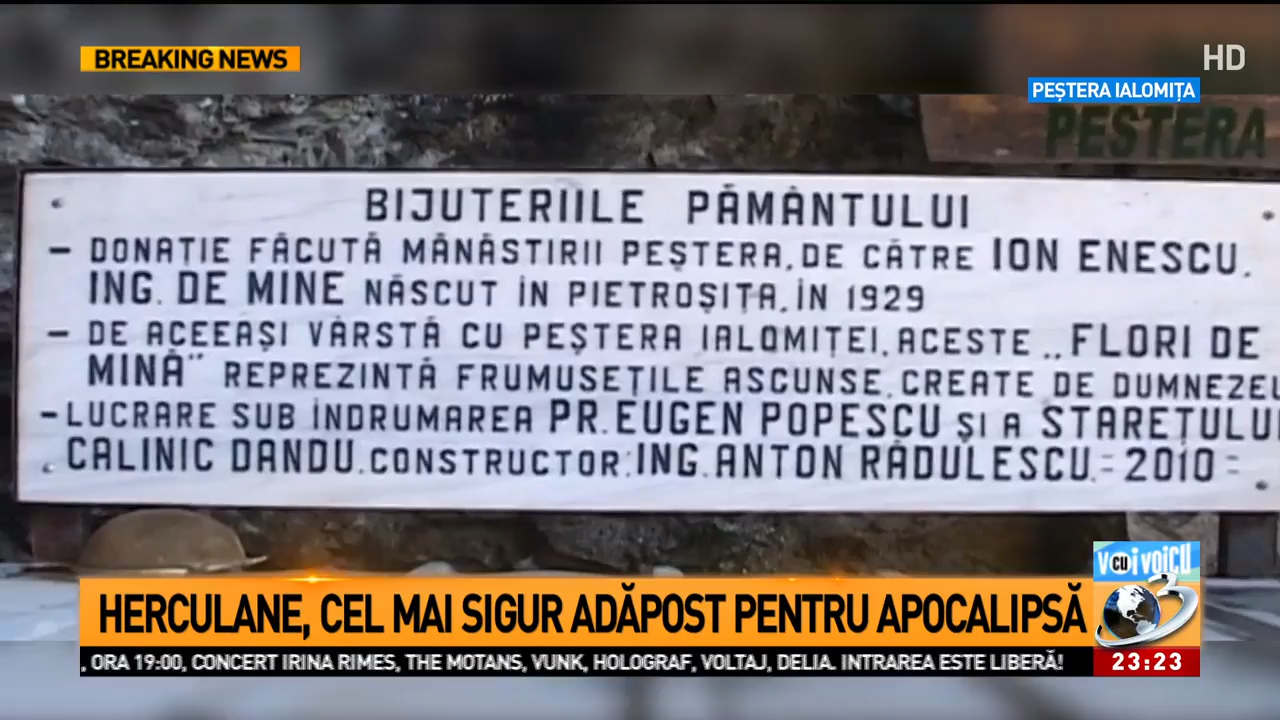 BREAKING NEWS
HD
PEȘTERA IALOMIȚA
PEȘTERA
BIJUTERIILE PĂMÂNTULUI
– DONAȚIE FĂCUTĂ MĂNĂSTIRII PEȘTERA, DE CĂTRE ION ENESCU,
ING. DE MINE NĂSCUT ÎN PIETROȘIȚA, ÎN 1929
– DE ACEEAȘI VÂRSTĂ CU PEȘTERA IALOMIȚEI, ACESTE „FLORI DE
MINĂ” REPREZINTĂ FRUMUSEȚILE ASCUNSE, CREATE DE DUMNEZEU
– LUCRARE SUB ÎNDRUMAREA PR. EUGEN POPESCU ȘI A STAREȚULUI
CALINIC DANDU. CONSTRUCTOR: ING. ANTON RĂDULESCU. = 2010 =
HERCULANE, CEL MAI SIGUR ADĂPOST PENTRU APOCALIPSĂ
VOICU
cu
VOICU
3
, ORA 19:00, CONCERT IRINA RIMES, THE MOTANS, VUNK, HOLOGRAF, VOLTAJ, DELIA. INTRAREA ESTE LIBERĂ!
23:23